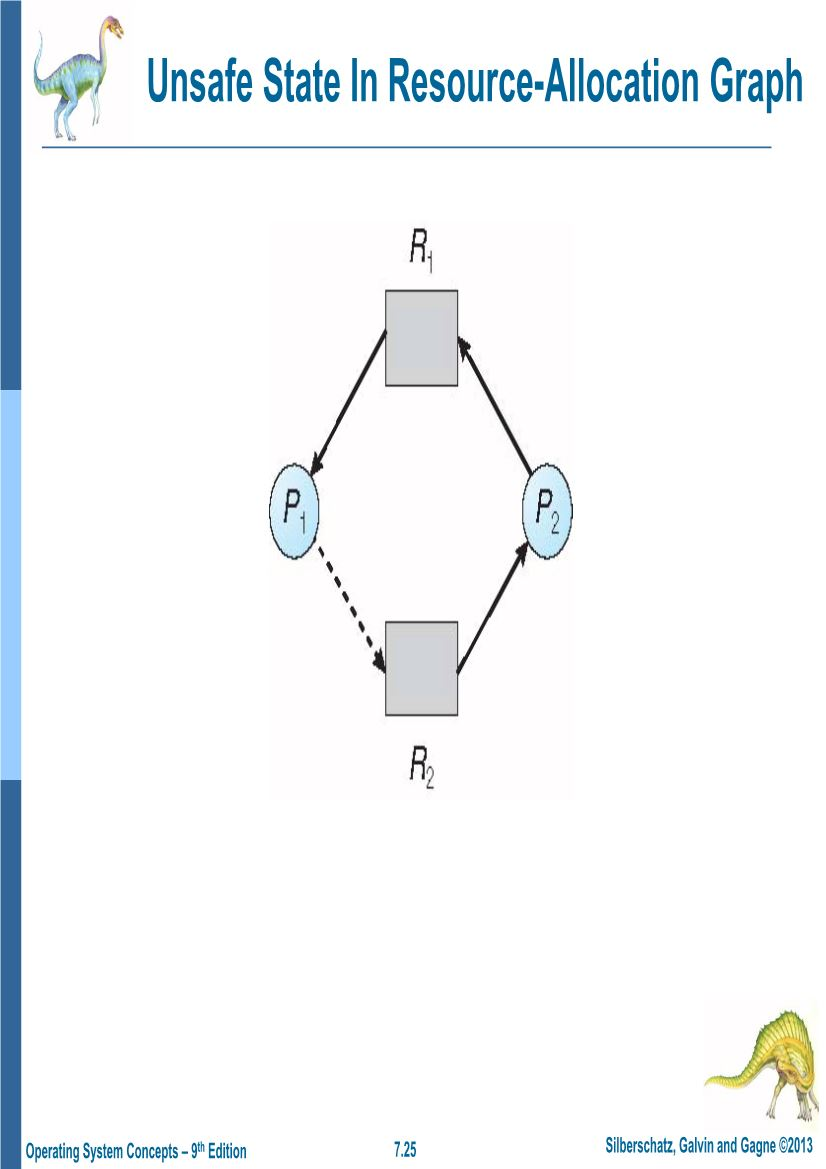 Unsafe State In Resource-Allocation Graph
R1
P1
P2
R2
Operating System Concepts – 9th Edition
7.25
Silberschatz, Galvin and Gagne ©2013